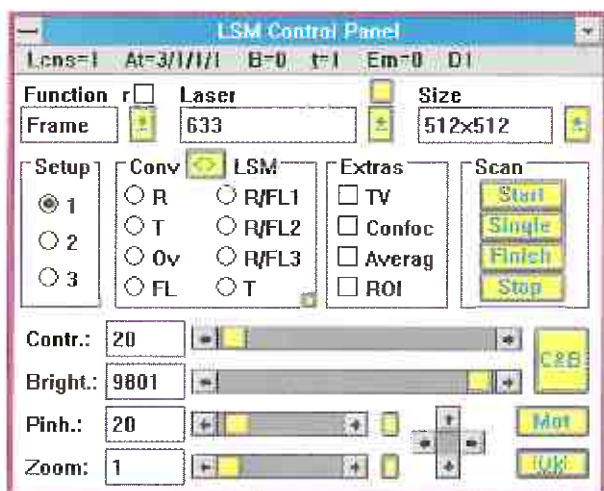 LSM Control Panel
Lens=1 At=3/1/1/1 B=0 t=1 Em=0 D1
Function r Laser Size
Frame 633 512x512
Setup Conv <> LSM Extras Scan
1 R R/FL1 TV Start
2 T R/FL2 Confoc Single
3 Ov R/FL3 Averag Finish
FL T ROI Stop
Contr.: 20
C&B
Bright.: 9801
Pinh.: 20 Mot
Zoom: 1